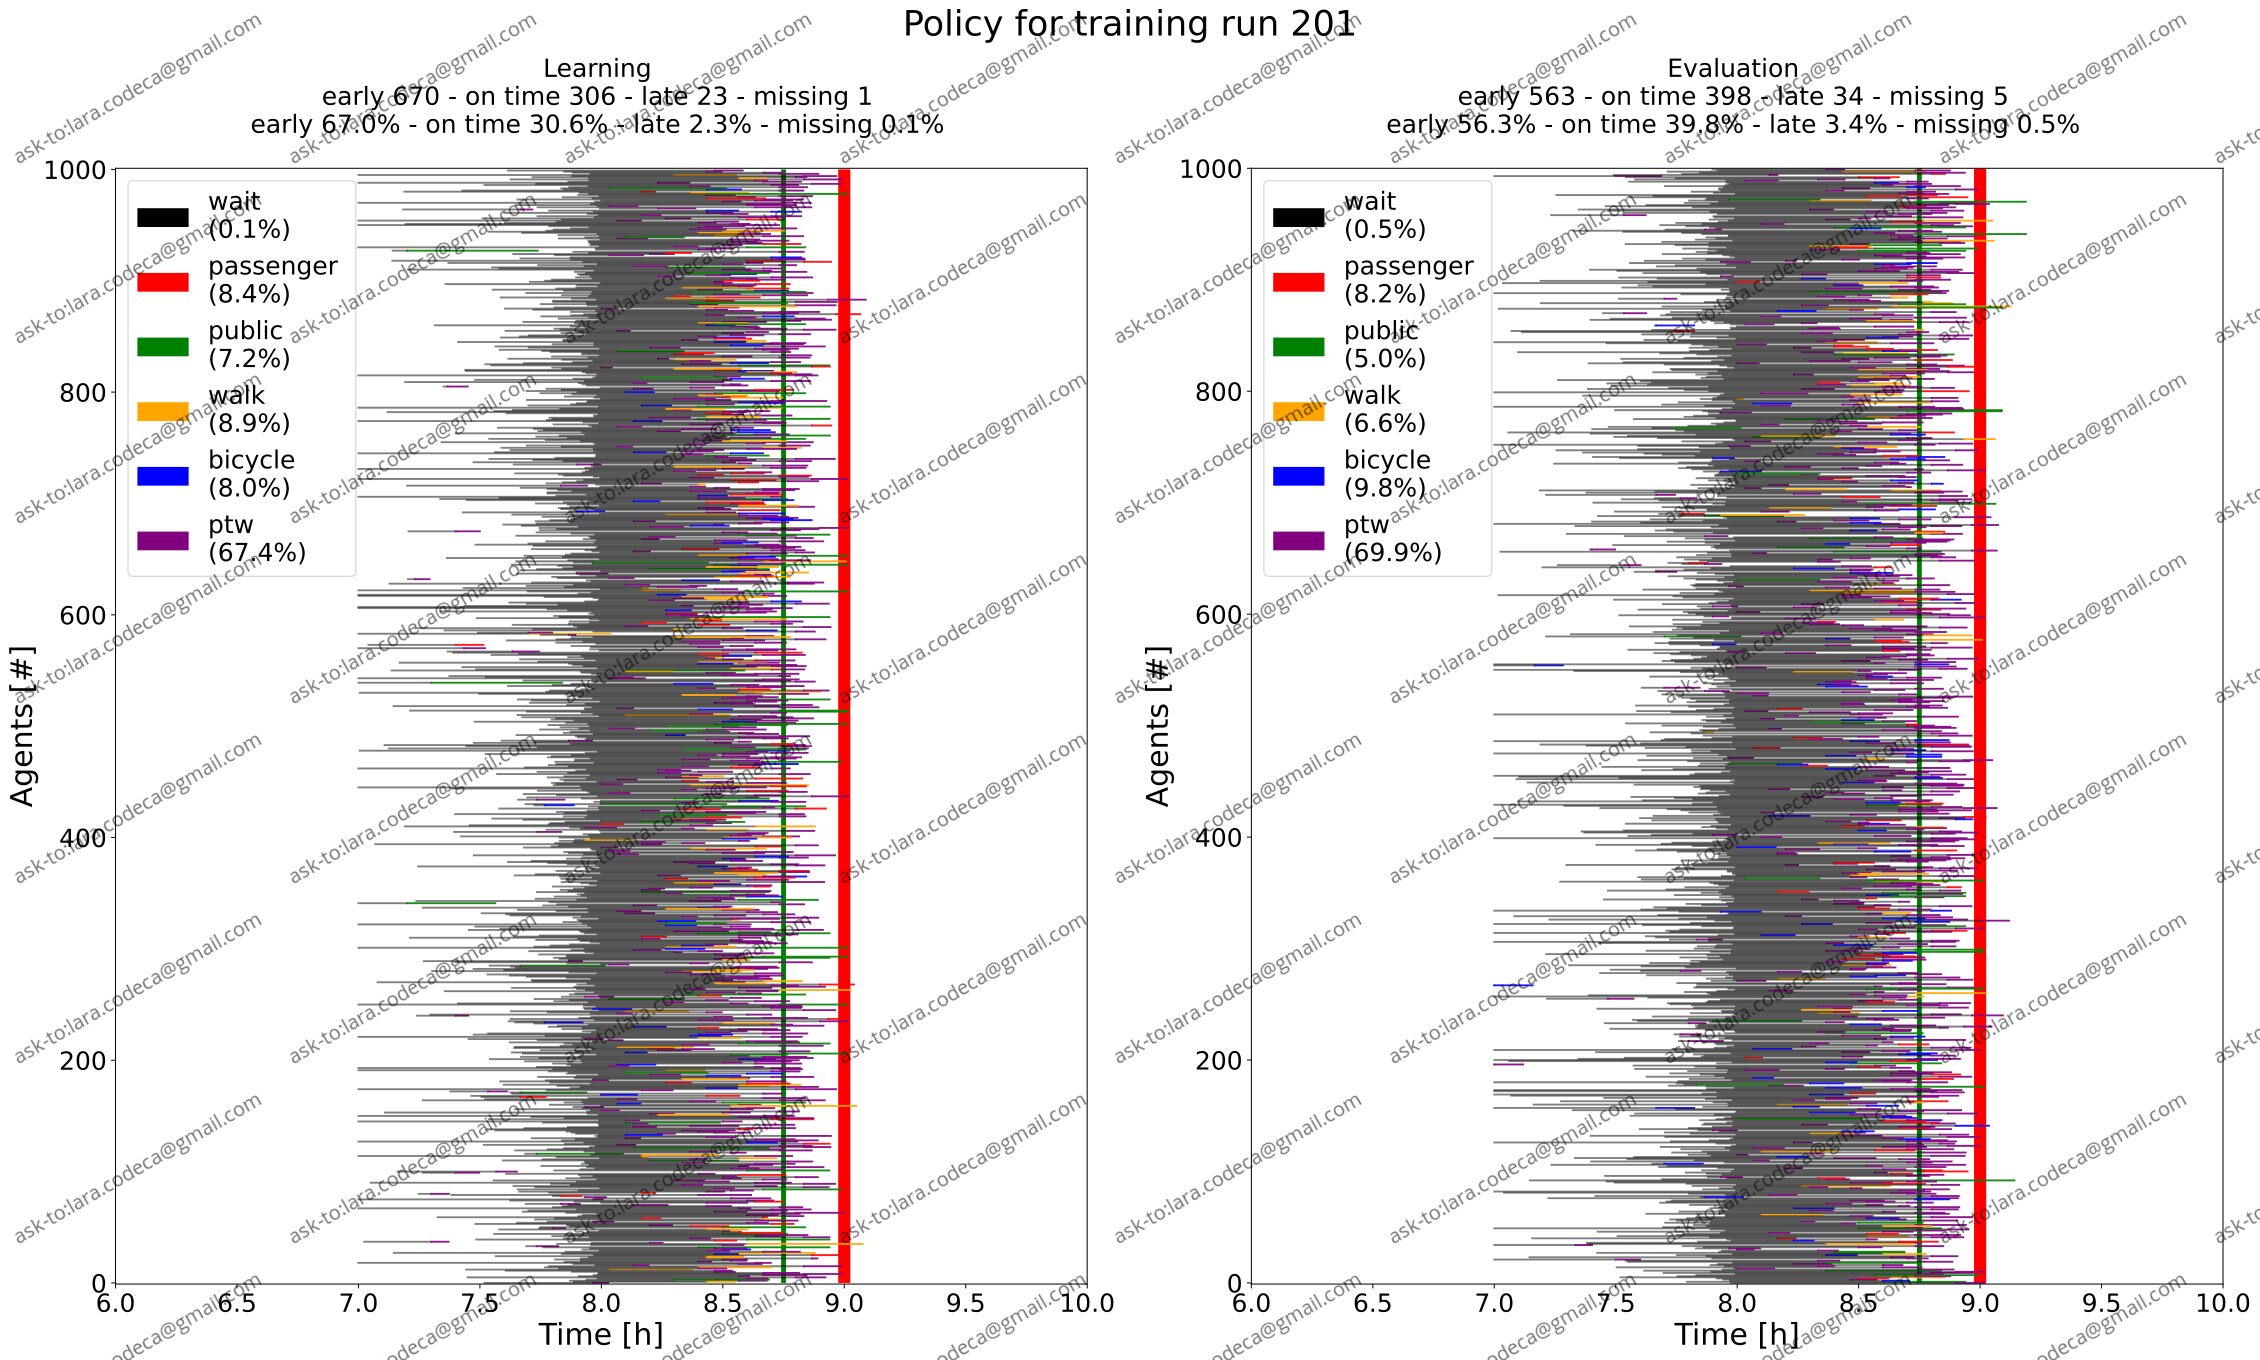 Policy for training run 201
Learning
early 670 - on time 306 - late 23 - missing 1
early 67.0% - on time 30.6% - late 2.3% - missing 0.1%
1000
800
600
400
200
0
Agents [#]
wait
(0.1%)
passenger
(8.4%)
public
(7.2%)
walk
(8.9%)
bicycle
(8.0%)
ptw
(67.4%)
6.0 6.5 7.0 7.5 8.0 8.5 9.0 9.5 10.0
Time [h]
Evaluation
early 563 - on time 398 - late 34 - missing 5
early 56.3% - on time 39.8% - late 3.4% - missing 0.5%
1000
800
600
400
200
0
Agents [#]
wait
(0.5%)
passenger
(8.2%)
public
(5.0%)
walk
(6.6%)
bicycle
(9.8%)
ptw
(69.9%)
6.0 6.5 7.0 7.5 8.0 8.5 9.0 9.5 10.0
Time [h]
ask-to:lara.codeca@gmail.com